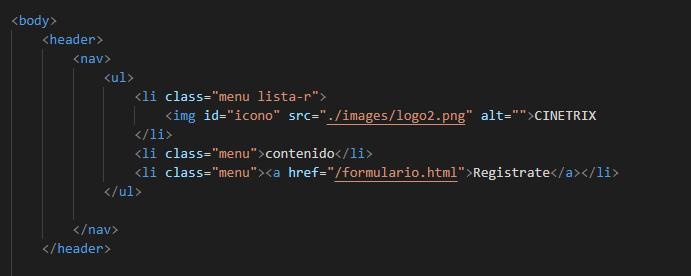 <body>
<header>
<nav>
<ul>
<li class="menu lista-r">
<img id="icono" src="./images/logo2.png" alt="">CINETRIX
</li>
<li class="menu">contenido</li>
<li class="menu"><a href="/formulario.html">Registrate</a></li>
</ul>
</nav>
</header>